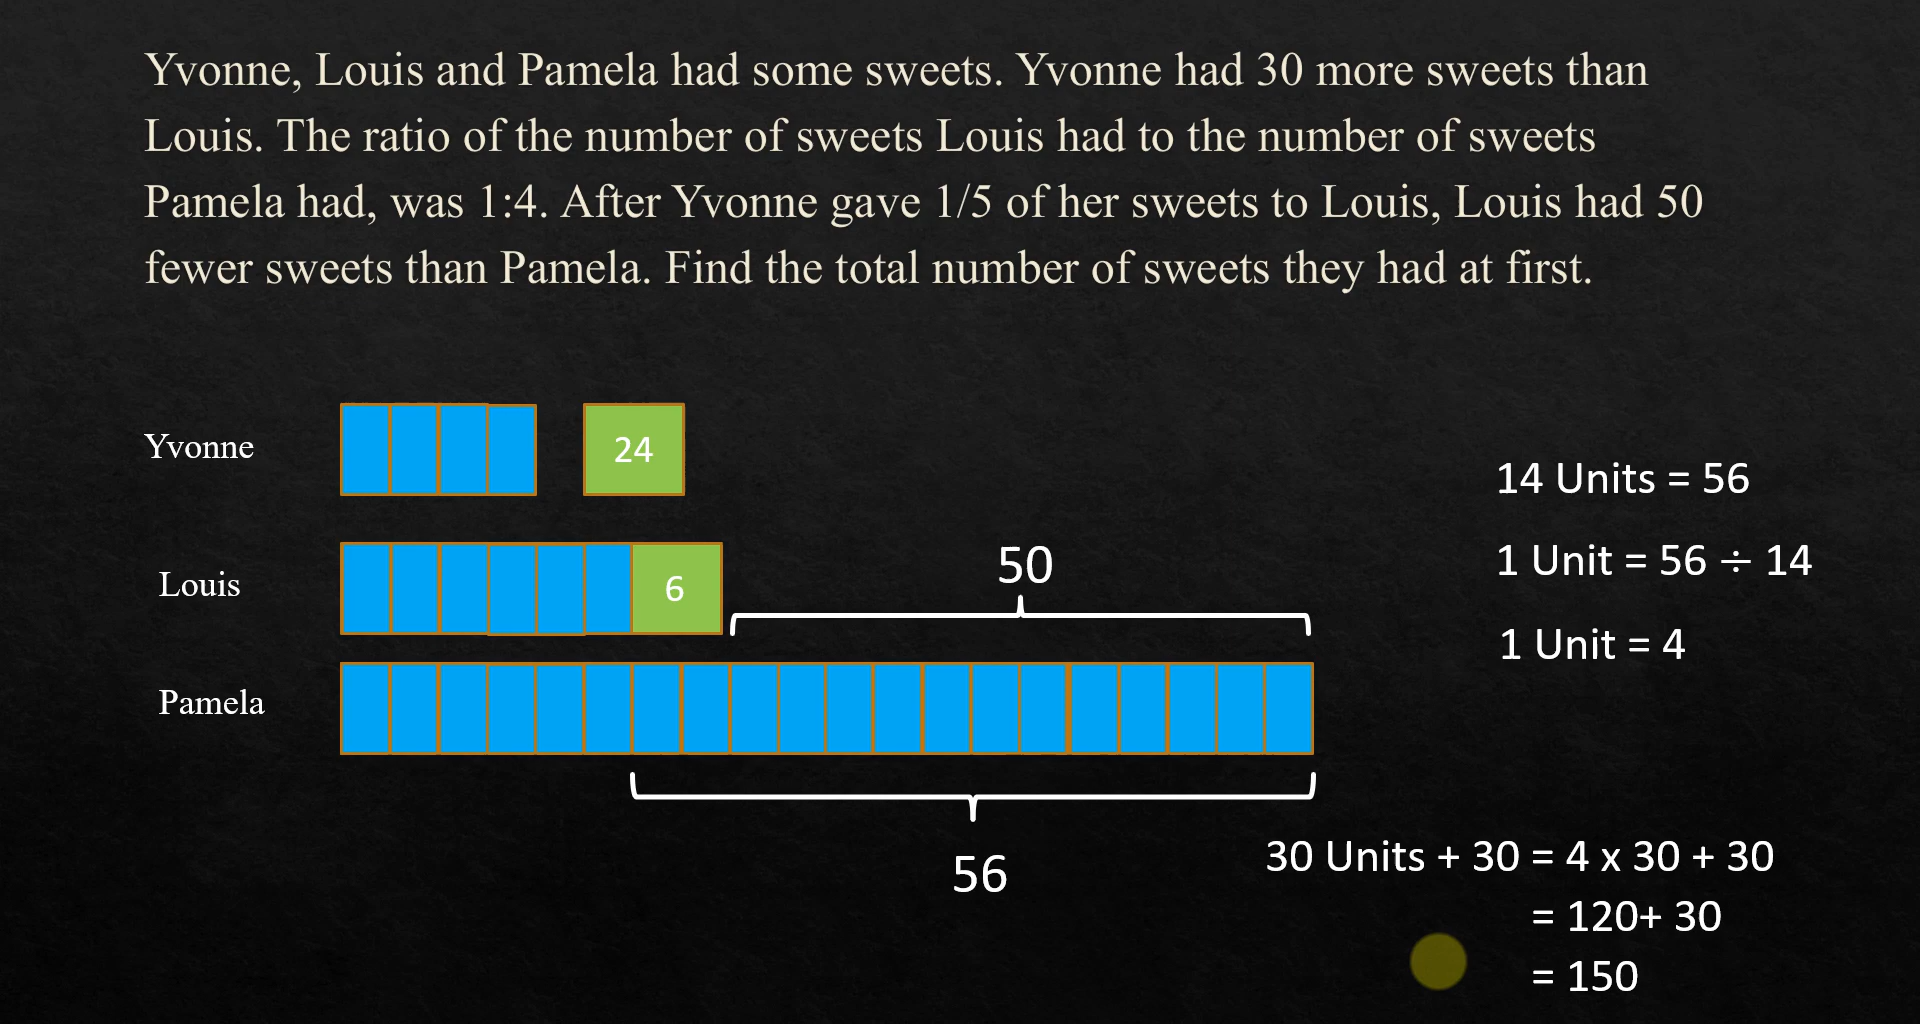 Yvonne, Louis and Pamela had some sweets. Yvonne had 30 more sweets than
Louis. The ratio of the number of sweets Louis had to the number of sweets
Pamela had, was 1:4. After Yvonne gave 1/5 of her sweets to Louis, Louis had 50
fewer sweets than Pamela. Find the total number of sweets they had at first.
Yvonne
24
14 Units = 56
50
1 Unit = 56 ÷ 14
Louis
6
1 Unit = 4
Pamela
56
30 Units + 30 = 4 x 30 + 30
= 120+ 30
= 150